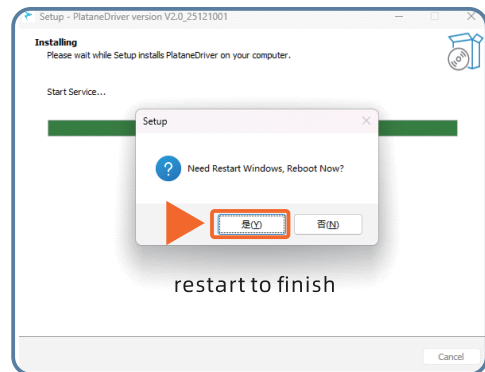 Setup - PlataneDriver version V2.0_25121001
Installing
Please wait while Setup installs PlataneDriver on your computer.
Start Service...
Setup
Need Restart Windows, Reboot Now?
是(Y)
否(N)
restart to finish
Cancel